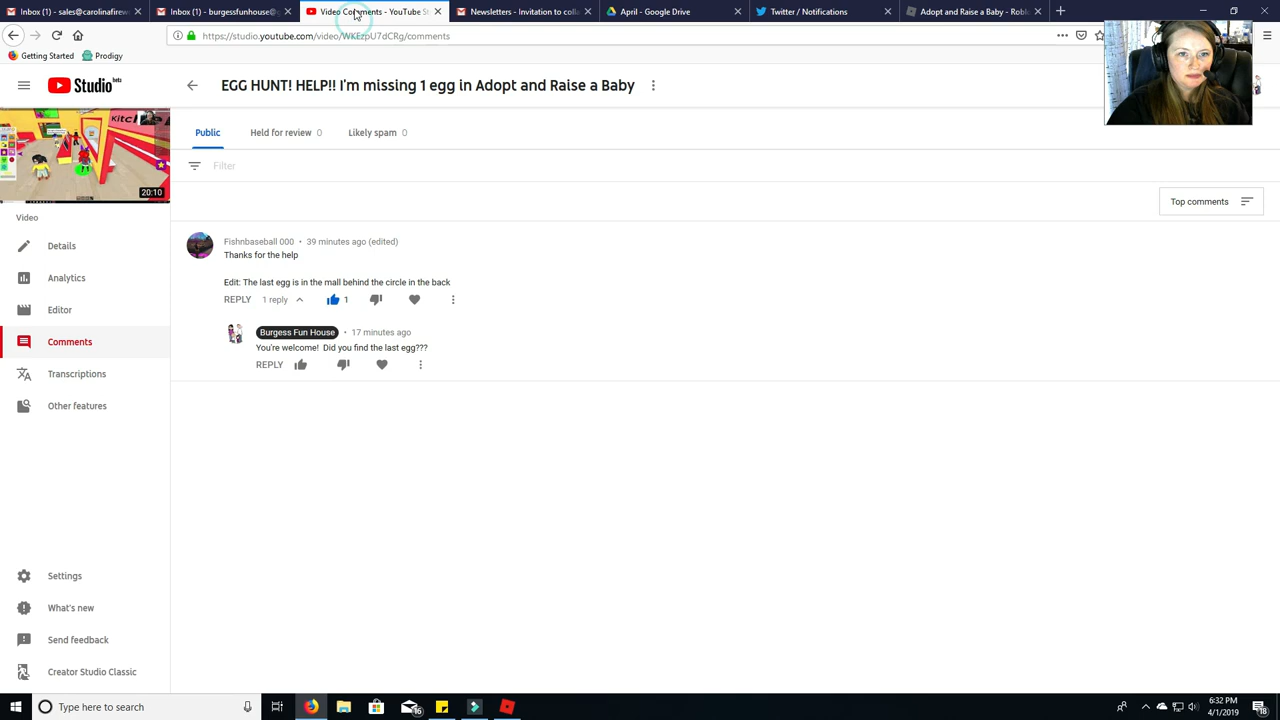 Inbox (1) - sales@carolinafirew
Inbox (1) - burgessfunhouse@g
Video Comments - YouTube St
Newsletters - Invitation to coll
April - Google Drive
Twitter / Notifications
Adopt and Raise a Baby - Roblo
https://studio.youtube.com/video/WKEzpU7dCRg/comments
Getting Started
Prodigy
Studio beta
EGG HUNT! HELP!! I'm missing 1 egg in Adopt and Raise a Baby
Public
Held for review 0
Likely spam 0
Filter
20:10
Top comments
Video
Details
Analytics
Editor
Comments
Transcriptions
Other features
Fishnbaseball 000 • 39 minutes ago (edited)
Thanks for the help
Edit: The last egg is in the mall behind the circle in the back
REPLY 1 reply 1
Burgess Fun House • 17 minutes ago
You're welcome! Did you find the last egg???
REPLY
Settings
What's new
Send feedback
Creator Studio Classic
Type here to search
16
6:32 PM
4/1/2019
18